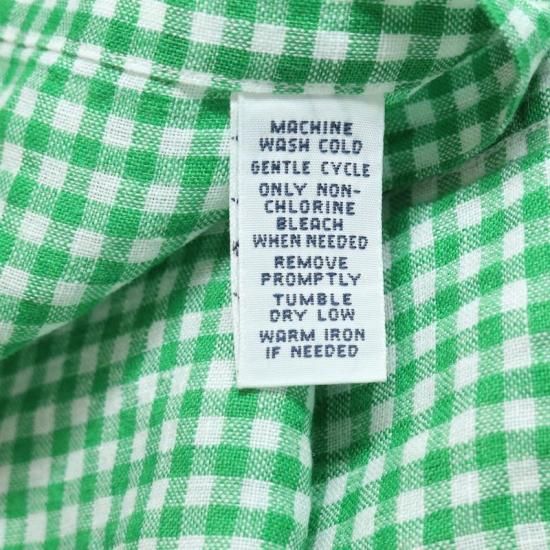 MACHINE
WASH COLD
GENTLE CYCLE
ONLY NON-
CHLORINE
BLEACH
WHEN NEEDED
REMOVE
PROMPTLY
TUMBLE
DRY LOW
WARM IRON
IF NEEDED